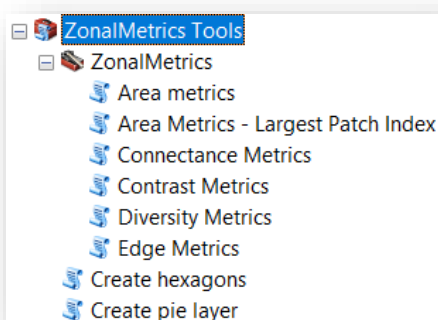 ZonalMetrics Tools
ZonalMetrics
Area metrics
Area Metrics - Largest Patch Index
Connectance Metrics
Contrast Metrics
Diversity Metrics
Edge Metrics
Create hexagons
Create pie layer